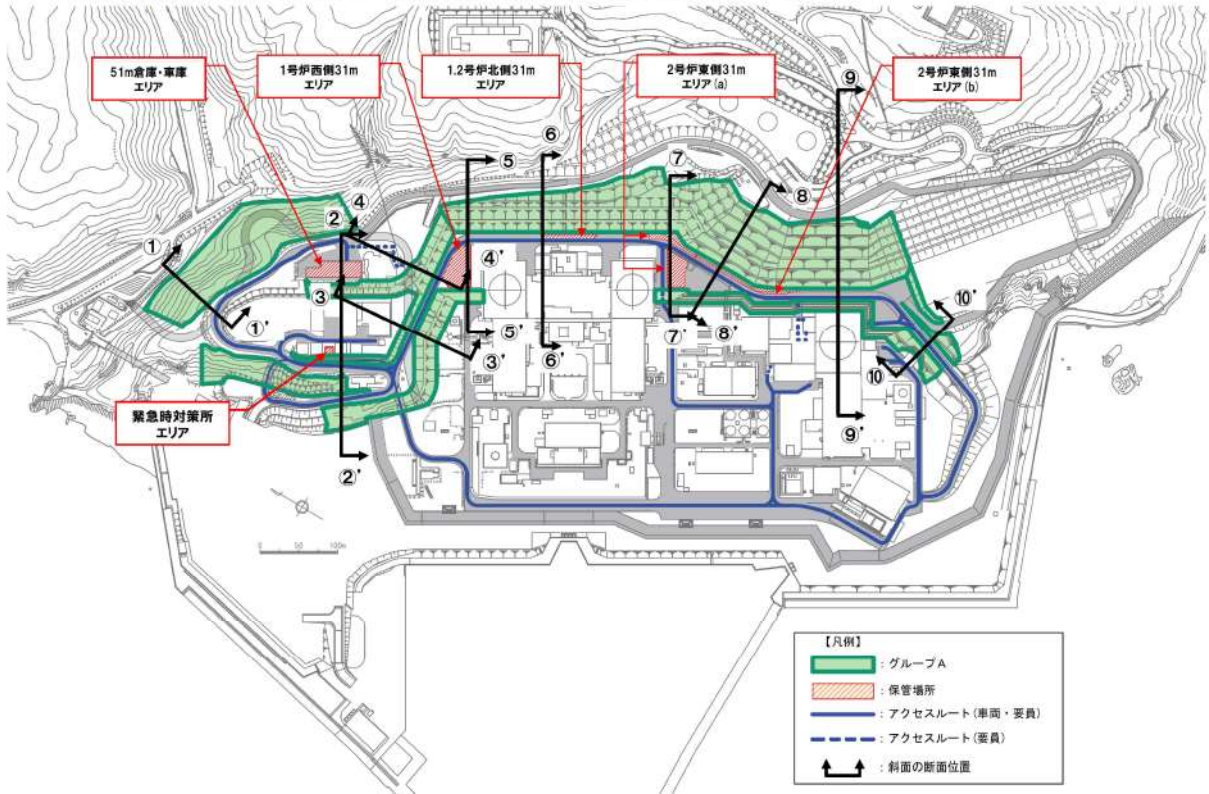 51m倉庫・車庫
エリア
1号炉西側31m
エリア
1.2号炉北側31m
エリア
2号炉東側31m
エリア(a)
2号炉東側31m
エリア(b)
⑨
⑥
⑤
⑦
⑧
②
④
①
④'
③
①'
⑤'
③'
⑥'
⑦'
⑧'
⑩'
⑩
⑨'
②'
緊急時対策所
エリア
0 50 100m
【凡例】
: グループA
: 保管場所
: アクセスルート(車両・要員)
: アクセスルート(要員)
: 斜面の断面位置